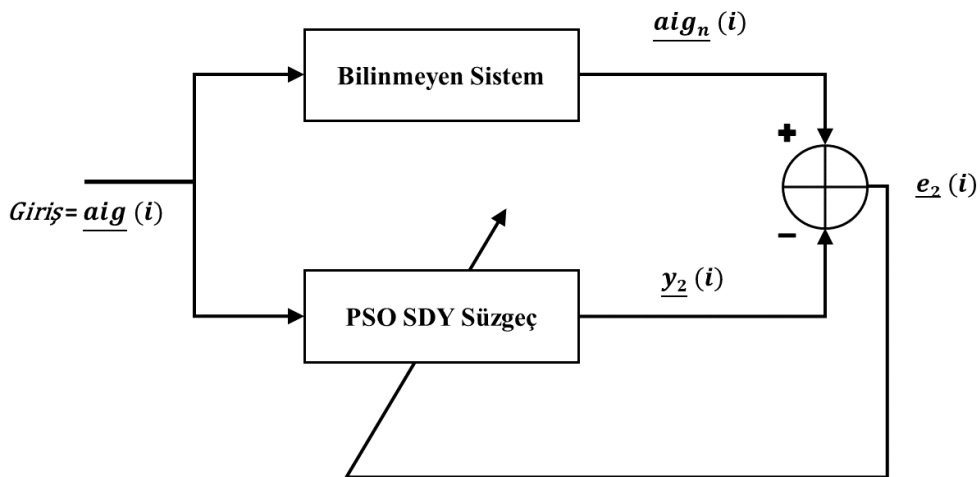 aig_n (i)
Bilinmeyen Sistem
+
e_2 (i)
Giriş= aig (i)
−
y_2 (i)
PSO SDY Süzgeç